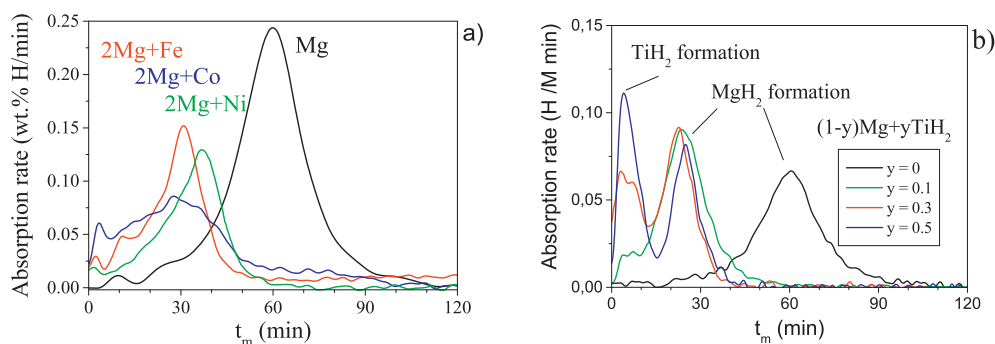 a)
Absorption rate (wt.% H/min)
0.25
0.20
0.15
0.10
0.05
0.00
2Mg+Fe
2Mg+Co
2Mg+Ni
Mg
0 30 60 90 120
t_m (min)
b)
Absorption rate (H /M min)
0,15
0,10
0,05
0,00
TiH₂ formation
MgH₂ formation
(1-y)Mg+yTiH₂
y = 0
y = 0.1
y = 0.3
y = 0.5
0 30 60 90 120
t_m (min)